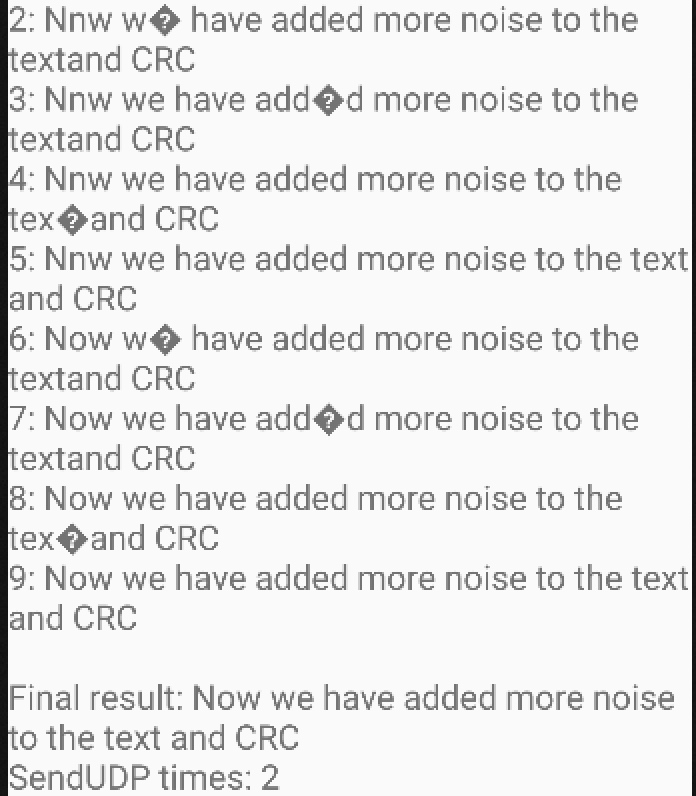 2: Nnw w� have added more noise to the
textand CRC
3: Nnw we have add�d more noise to the
textand CRC
4: Nnw we have added more noise to the
tex�and CRC
5: Nnw we have added more noise to the text
and CRC
6: Now w� have added more noise to the
textand CRC
7: Now we have add�d more noise to the
textand CRC
8: Now we have added more noise to the
tex�and CRC
9: Now we have added more noise to the text
and CRC
Final result: Now we have added more noise
to the text and CRC
SendUDP times: 2